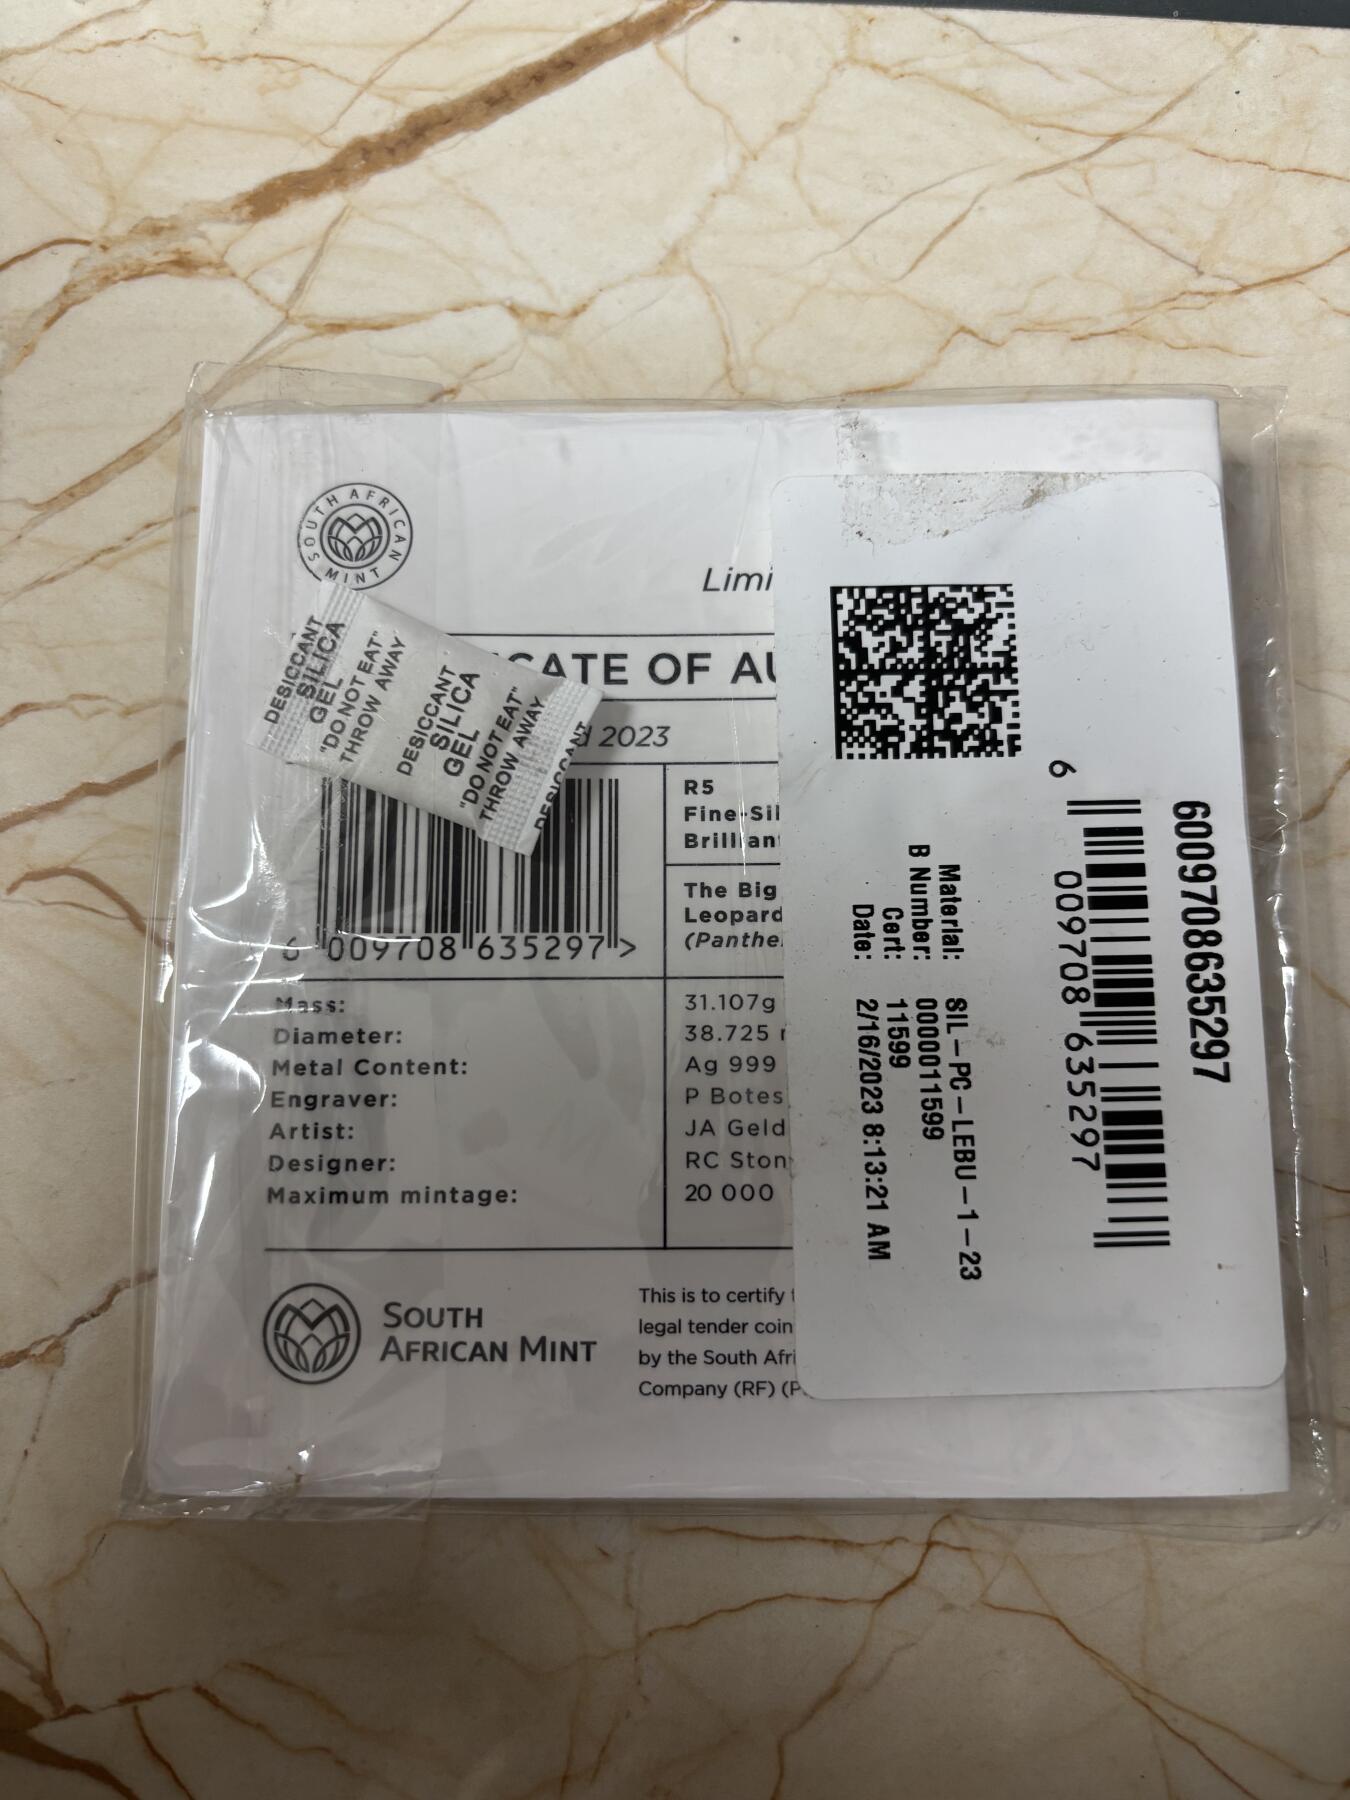 SOUTH AFRICAN MINT
Limi
CATE OF AU
2023
DESICCANT
SILICA
GEL
"DO NOT EAT"
THROW AWAY
DESICCANT
SILICA
GEL
"DO NOT EAT"
THROW AWAY
DESICCANT
6 009708 635297 >
R5
Fine-Sil
Brillian
The Big
Leopard
(Panthe
Mass: 31.107g
Diameter: 38.725
Metal Content: Ag 999
Engraver: P Botes
Artist: JA Geld
Designer: RC Ston
Maximum mintage: 20 000
SOUTH
AFRICAN MINT
This is to certify
legal tender coin
by the South Afri
Company (RF) (P
6009708635297
6 009708 635297
Material: SIL-PC-LEBU-1-23
B Number: 0000011599
Cert: 11599
Date: 2/16/2023 8:13:21 AM